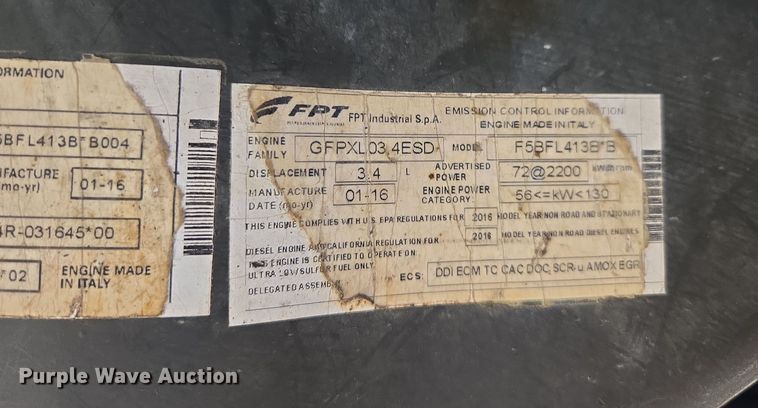 ORMATION
5BFL413B*B004
FACTURE
(mo-yr)
01-16
4R-031645*00
*02
ENGINE MADE
IN ITALY
FPT
FPT Industrial S.p.A.
EMISSION CONTROL INFORMATION
ENGINE MADE IN ITALY
ENGINE FAMILY GFPXL03.4ESD MODEL F5BFL413B*B
DISPLACEMENT 3.4 L ADVERTISED POWER 72@2200 kW@rpm
MANUFACTURE DATE (mo-yr) 01-16 ENGINE POWER CATEGORY: 56<=kW<130
THIS ENGINE COMPLIES WITH U.S. EPA REGULATIONS FOR 2016 MODEL YEAR NON ROAD AND STATIONARY
DIESEL ENGINE AND CALIFORNIA REGULATION FOR 2016 MODEL YEAR NON ROAD DIESEL ENGINES
THIS ENGINE IS CERTIFIED TO OPERATE ON
ULTRA LOW SULFUR FUEL ONLY.
DELEGATED ASSEMBLY
ECS: DDI ECM TC CAC DOC, SCR-u AMOX EGR
Purple Wave Auction